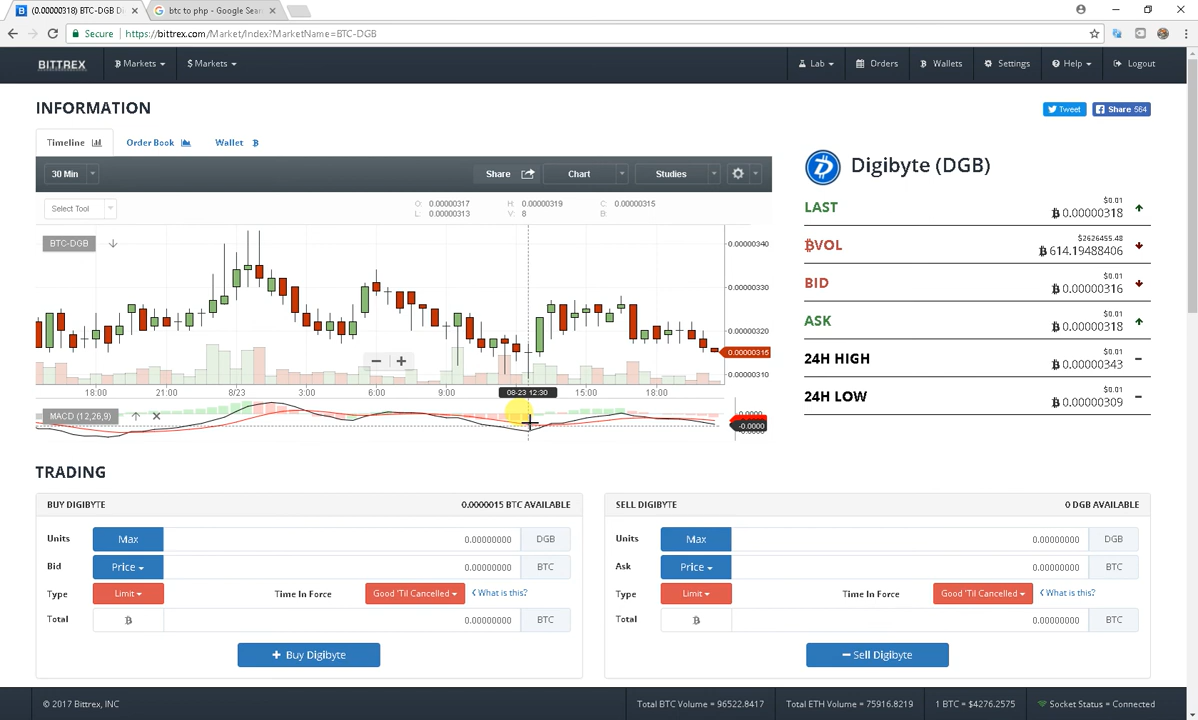 (0.00000318) BTC-DGB Di
btc to php - Google Sear
Secure
https://bittrex.com/Market/Index?MarketName=BTC-DGB
BITTREX
Markets
$ Markets
Lab
Orders
Wallets
Settings
Help
Logout
INFORMATION
Tweet
Share 564
Timeline
Order Book
Wallet
30 Min
Share
Chart
Studies
Select Tool
O: 0.00000317 H: 0.00000319 C: 0.00000315
L: 0.00000313 V: 8 B:
BTC-DGB
0.00000340
0.00000330
0.00000320
0.00000315
0.00000310
18:00 21:00 8/23 3:00 6:00 9:00 08-23 12:30 15:00 18:00
MACD (12,26,9)
0.0000
-0.0000
Digibyte (DGB)
LAST
$0.01
0.00000318
VOL
$2626455.48
614.19488406
BID
$0.01
0.00000316
ASK
$0.01
0.00000318
24H HIGH
$0.01
0.00000343
24H LOW
$0.01
0.00000309
TRADING
BUY DIGIBYTE
0.0000015 BTC AVAILABLE
Units Max 0.00000000 DGB
Bid Price 0.00000000 BTC
Type Limit Time In Force Good 'Til Cancelled What is this?
Total 0.00000000 BTC
Buy Digibyte
SELL DIGIBYTE
0 DGB AVAILABLE
Units Max 0.00000000 DGB
Ask Price 0.00000000 BTC
Type Limit Time In Force Good 'Til Cancelled What is this?
Total 0.00000000 BTC
Sell Digibyte
© 2017 Bittrex, INC
Total BTC Volume = 96522.8417
Total ETH Volume = 75916.8219
1 BTC = $4276.2575
Socket Status = Connected